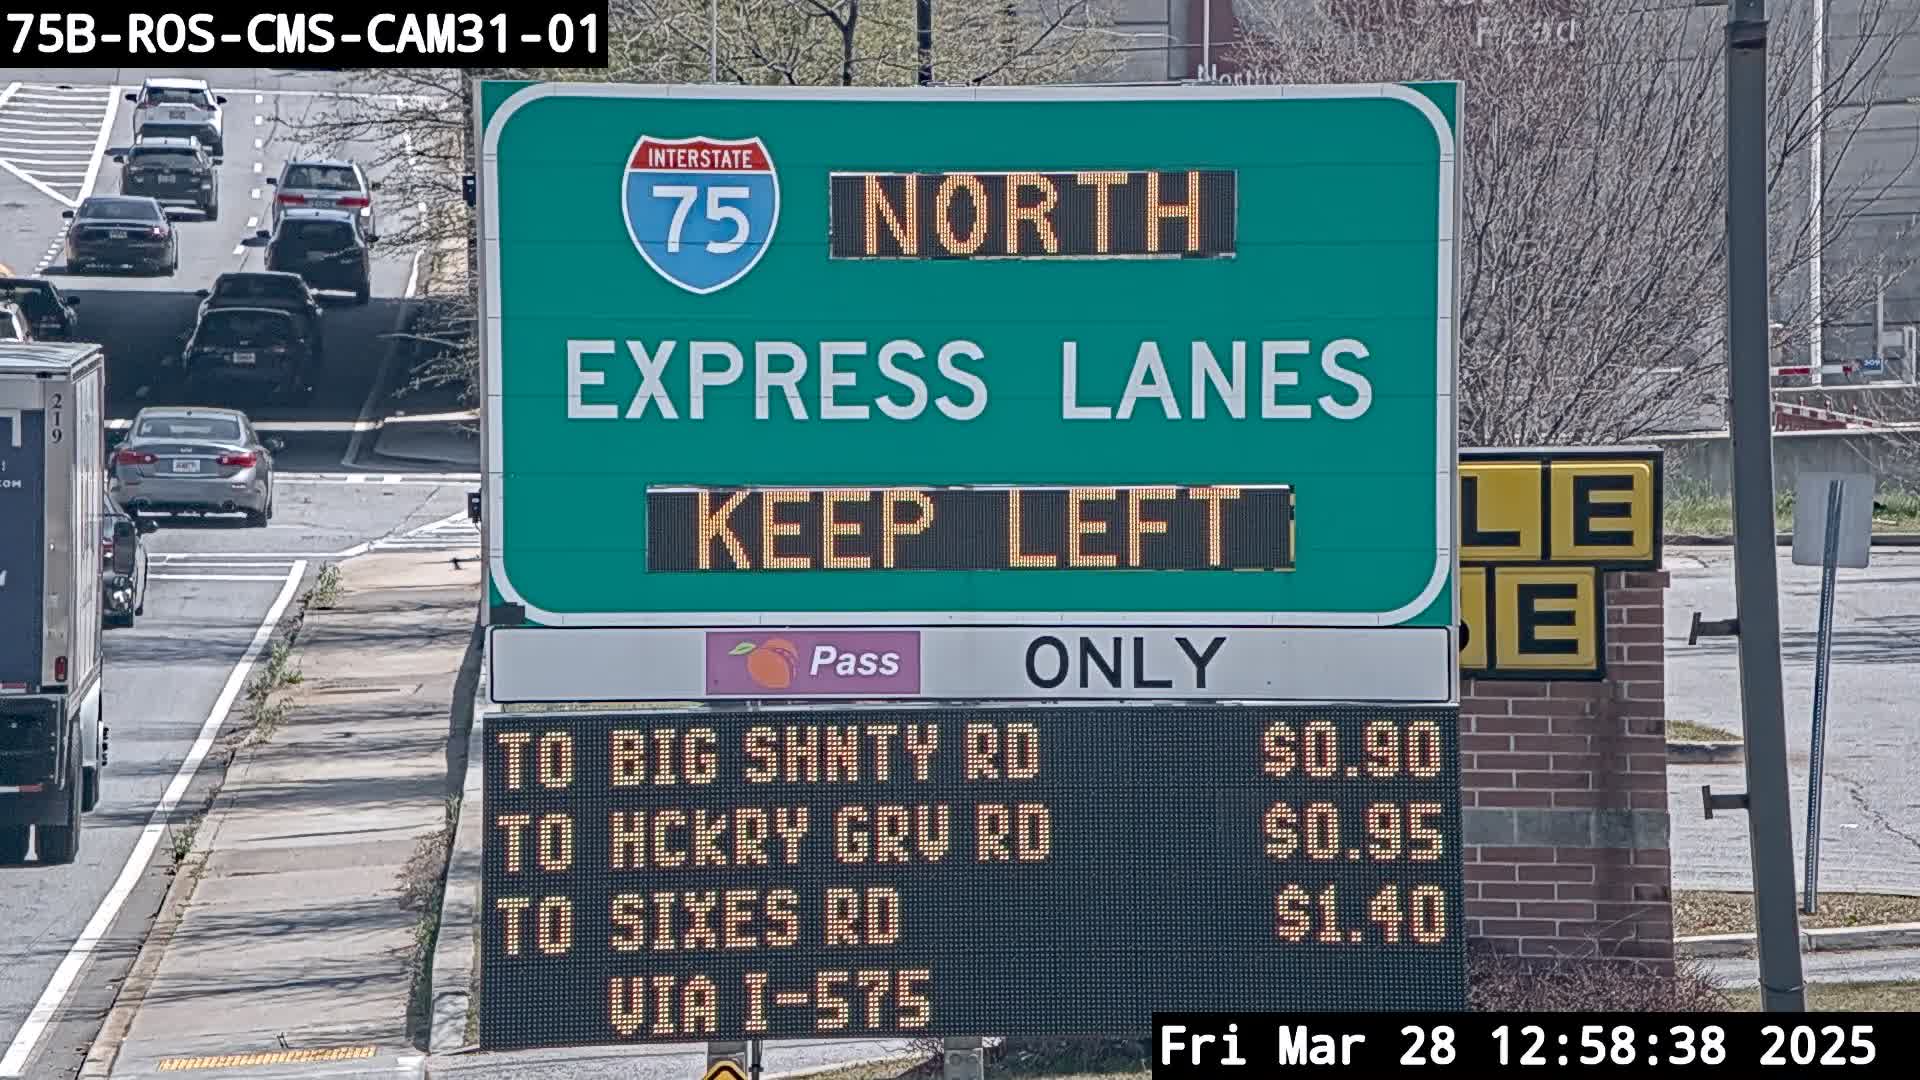 75B-ROS-CMS-CAM31-01
INTERSTATE
75
NORTH
EXPRESS LANES
KEEP LEFT
Pass ONLY
TO BIG SHNTY RD $0.90
TO HCKRY GRV RD $0.95
TO SIXES RD $1.40
VIA I-575
219
LE
E
Fri Mar 28 12:58:38 2025